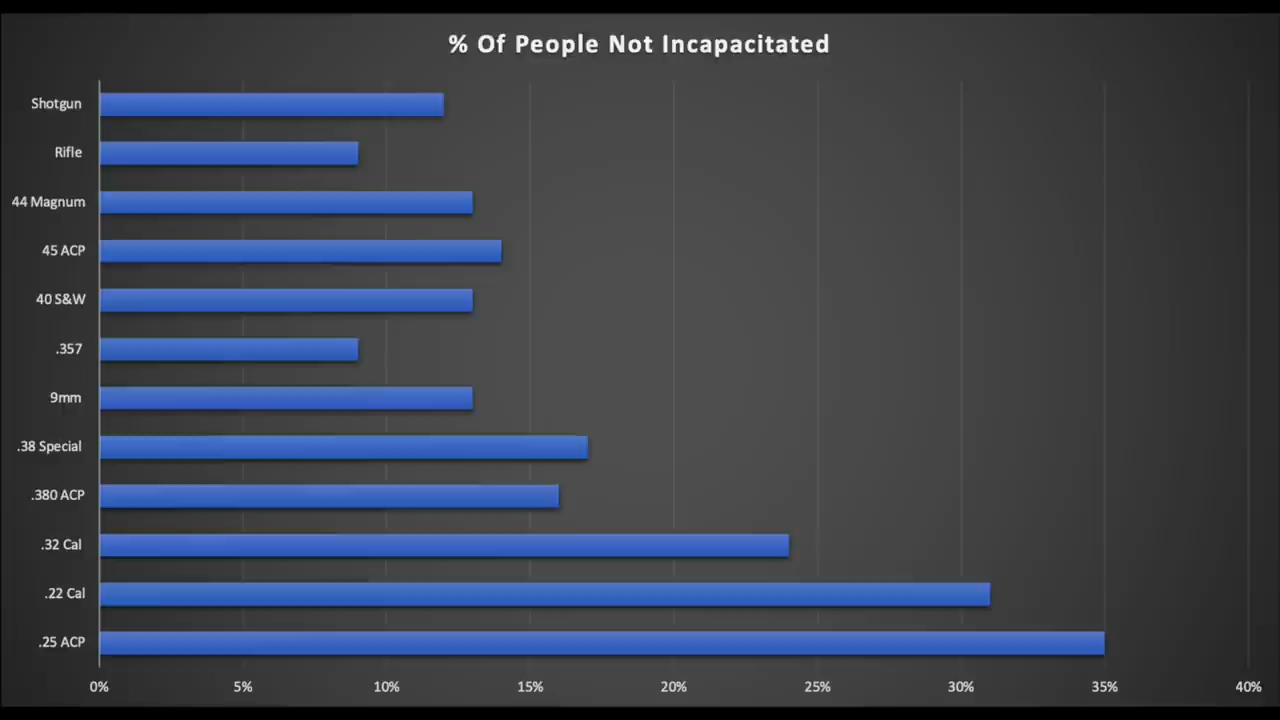 % Of People Not Incapacitated
Shotgun
Rifle
44 Magnum
45 ACP
40 S&W
.357
9mm
.38 Special
.380 ACP
.32 Cal
.22 Cal
.25 ACP
0% 5% 10% 15% 20% 25% 30% 35% 40%